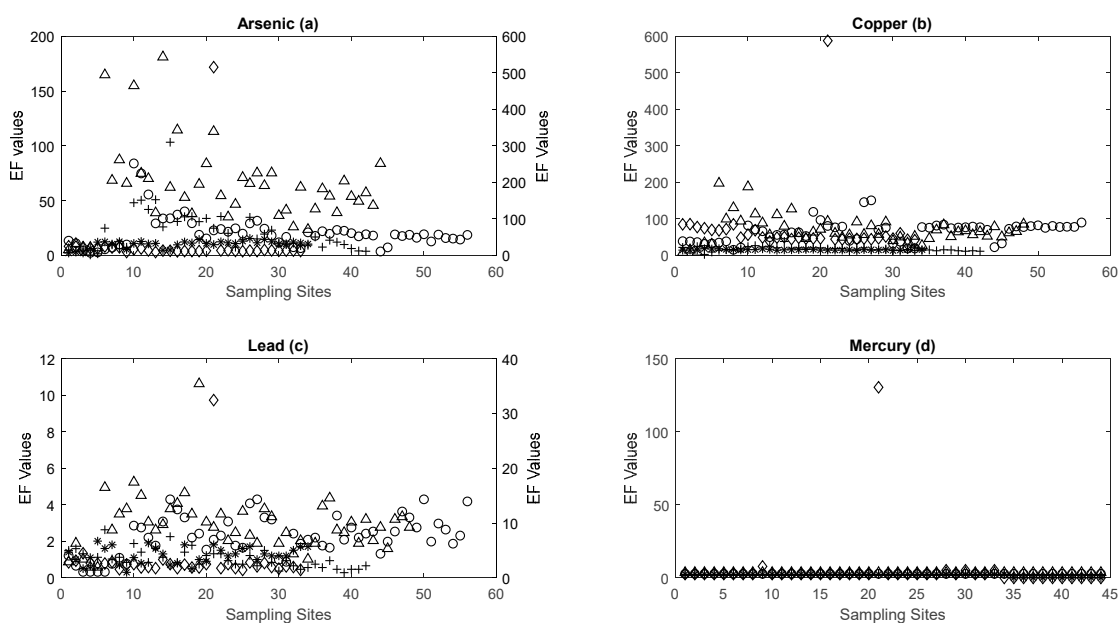 Arsenic (a)
200
150
100
50
0
EF values
600
500
400
300
200
100
0
EF Values
0 10 20 30 40 50 60
Sampling Sites
Copper (b)
600
500
400
300
200
100
0
EF Values
0 10 20 30 40 50 60
Sampling Sites
Lead (c)
12
10
8
6
4
2
0
EF Values
40
30
20
10
0
EF Values
0 10 20 30 40 50 60
Sampling Sites
Mercury (d)
150
100
50
0
EF Values
0 5 10 15 20 25 30 35 40 45
Sampling Sites